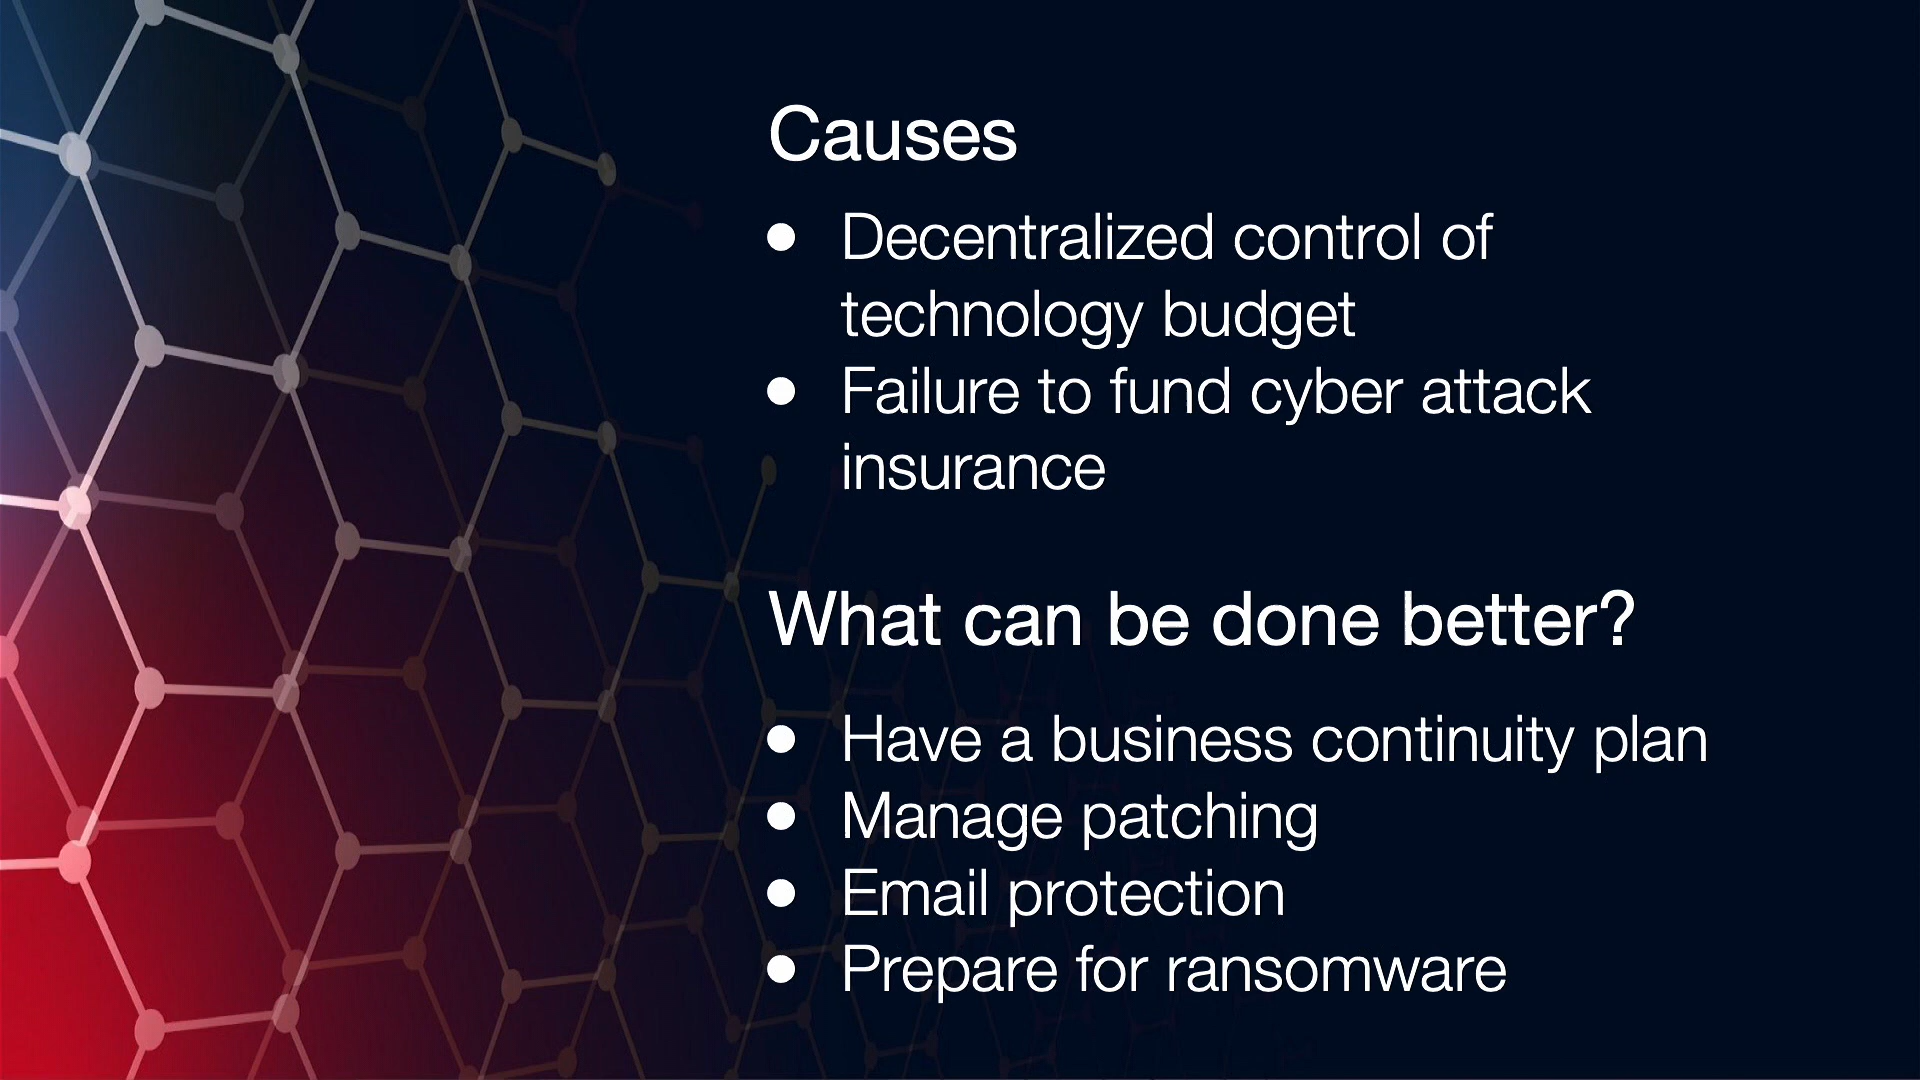 Causes
● Decentralized control of
technology budget
● Failure to fund cyber attack
insurance
What can be done better?
● Have a business continuity plan
● Manage patching
● Email protection
● Prepare for ransomware